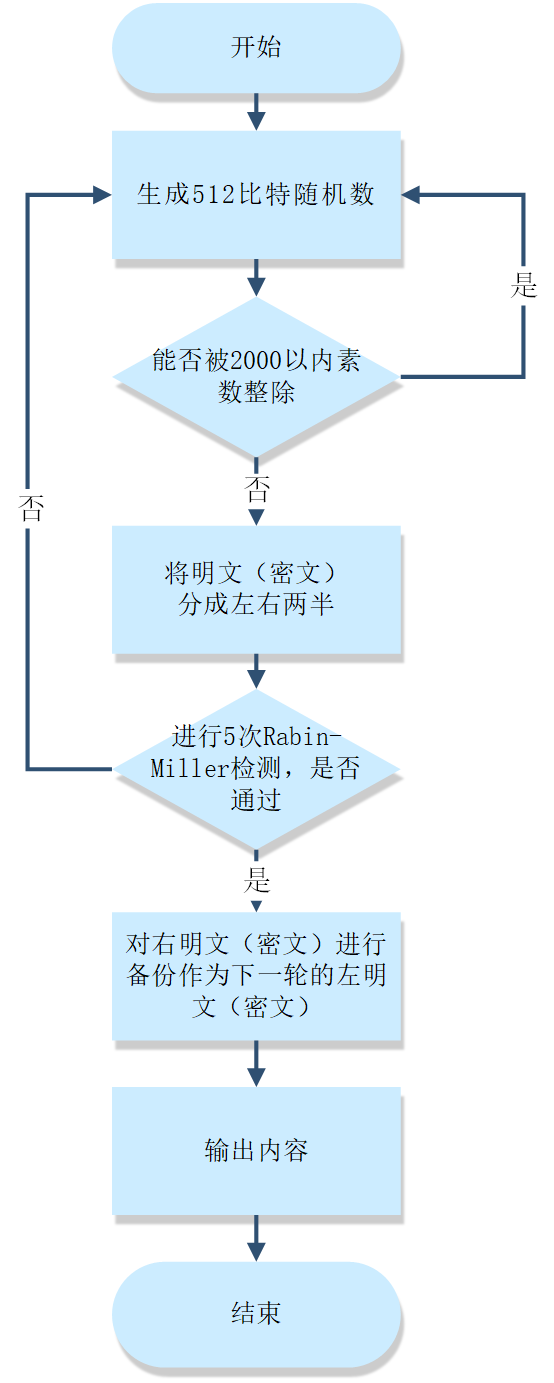 开始
生成512比特随机数
是
能否被2000以内素
数整除
否
否
将明文（密文）
分成左右两半
进行5次Rabin-
Miller检测，是否
通过
是
对右明文（密文）进行
备份作为下一轮的左明
文（密文）
输出内容
结束